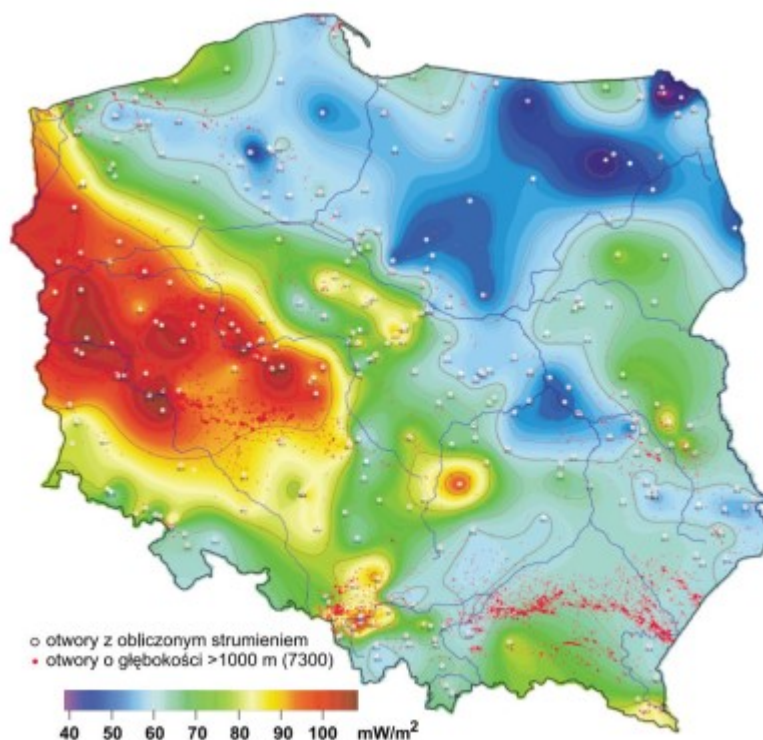 otwory z obliczonym strumieniem
otwory o głębokości >1000 m (7300)
40 50 60 70 80 90 100 mW/m²